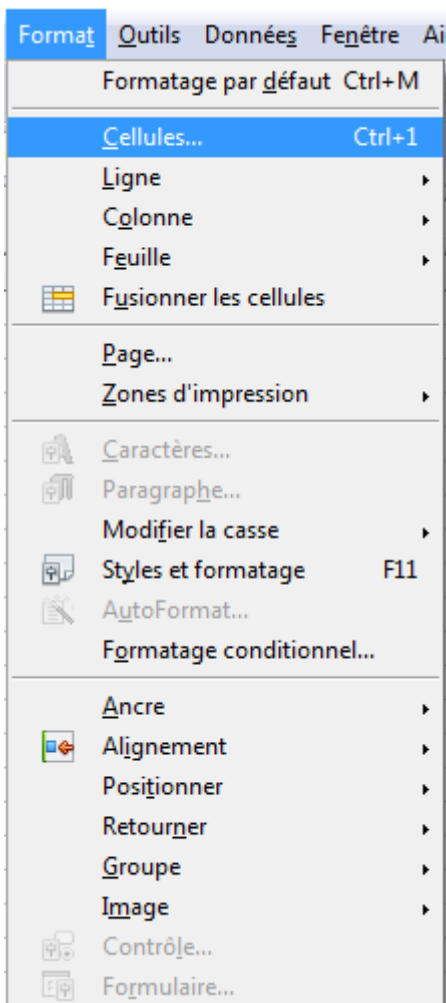 Format Outils Données Fenêtre Ai
Formatage par défaut Ctrl+M
Cellules... Ctrl+1
Ligne
Colonne
Feuille
Fusionner les cellules
Page...
Zones d'impression
Caractères...
Paragraphe...
Modifier la casse
Styles et formatage F11
AutoFormat...
Formatage conditionnel...
Ancre
Alignement
Positionner
Retourner
Groupe
Image
Contrôle...
Formulaire...